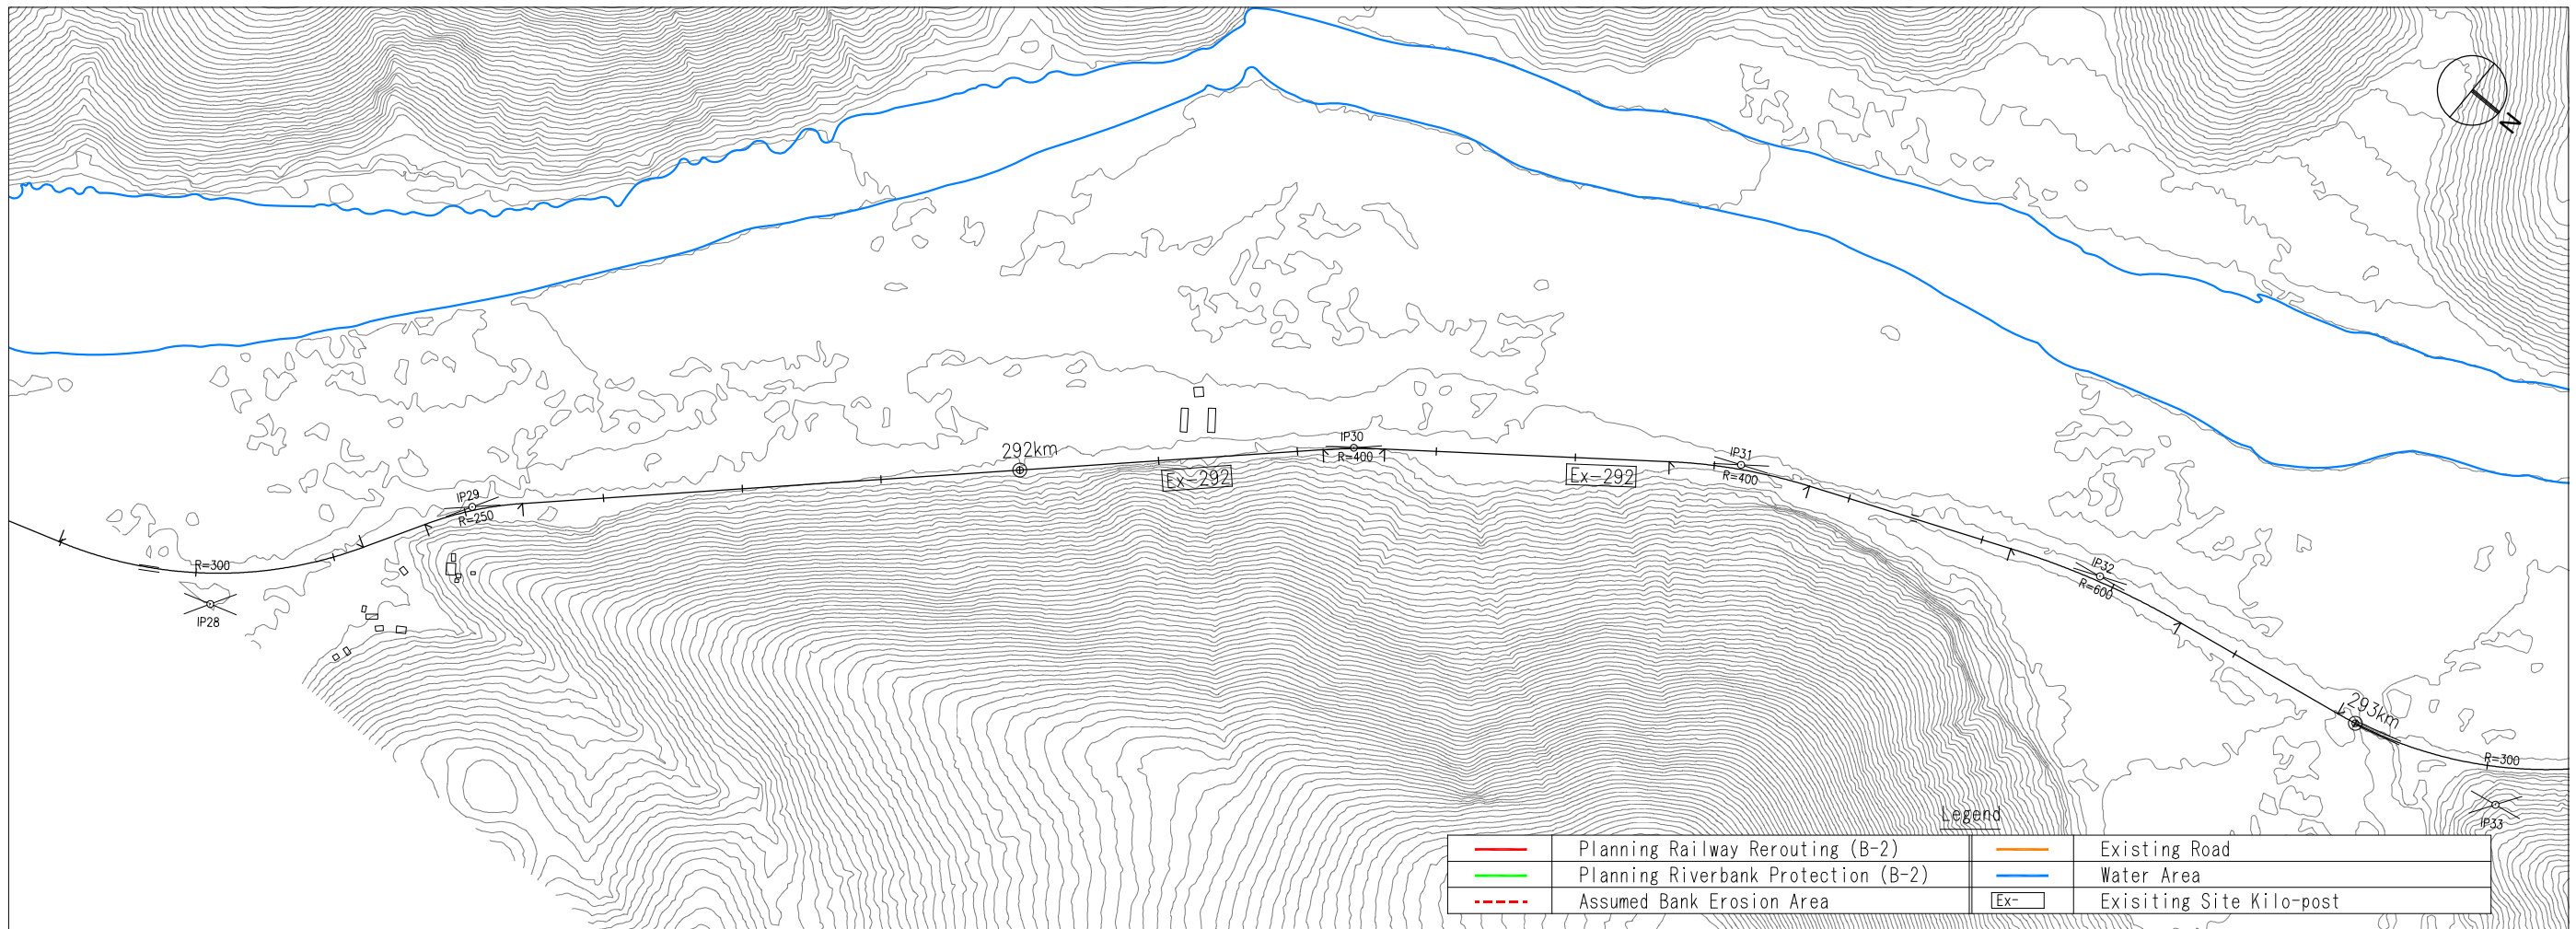 N
292km
IP30
R=400
Ex-292
Ex-292
IP31
R=400
IP29
R=250
R=300
IP28
IP32
R=600
293km
R=300
IP33
Legend
Planning Railway Rerouting (B-2)
Existing Road
Planning Riverbank Protection (B-2)
Water Area
Assumed Bank Erosion Area
Ex-
Exisiting Site Kilo-post